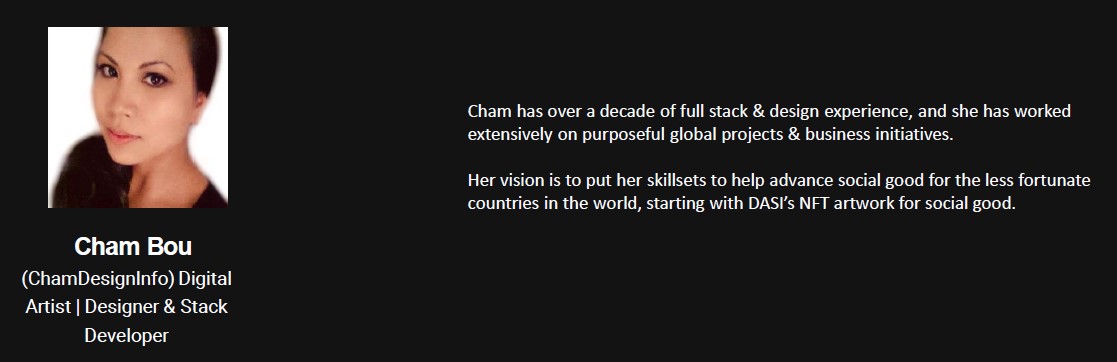 Cham has over a decade of full stack & design experience, and she has worked
extensively on purposeful global projects & business initiatives.
Her vision is to put her skillsets to help advance social good for the less fortunate
countries in the world, starting with DASI’s NFT artwork for social good.
Cham Bou
(ChamDesignInfo) Digital
Artist | Designer & Stack
Developer